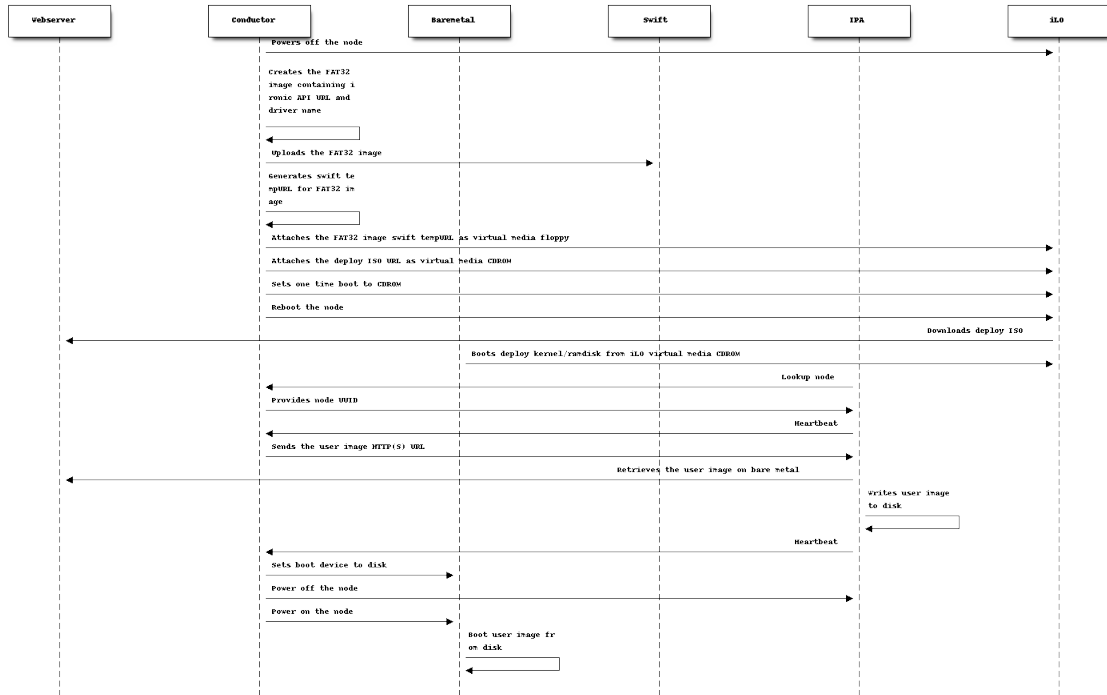 Webserver
Conductor
Baremetal
Swift
IPA
iLO
Powers off the node
Creates the FAT32
image containing i
ronic API URL and
driver name
Uploads the FAT32 image
Generates swift te
mpURL for FAT32 im
age
Attaches the FAT32 image swift tempURL as virtual media floppy
Attaches the deploy ISO URL as virtual media CDROM
Sets one time boot to CDROM
Reboot the node
Downloads deploy ISO
Boots deploy kernel/ramdisk from iLO virtual media CDROM
Lookup node
Provides node UUID
Heartbeat
Sends the user image HTTP(S) URL
Retrieves the user image on bare metal
Writes user image
to disk
Heartbeat
Sets boot device to disk
Power off the node
Power on the node
Boot user image fr
om disk